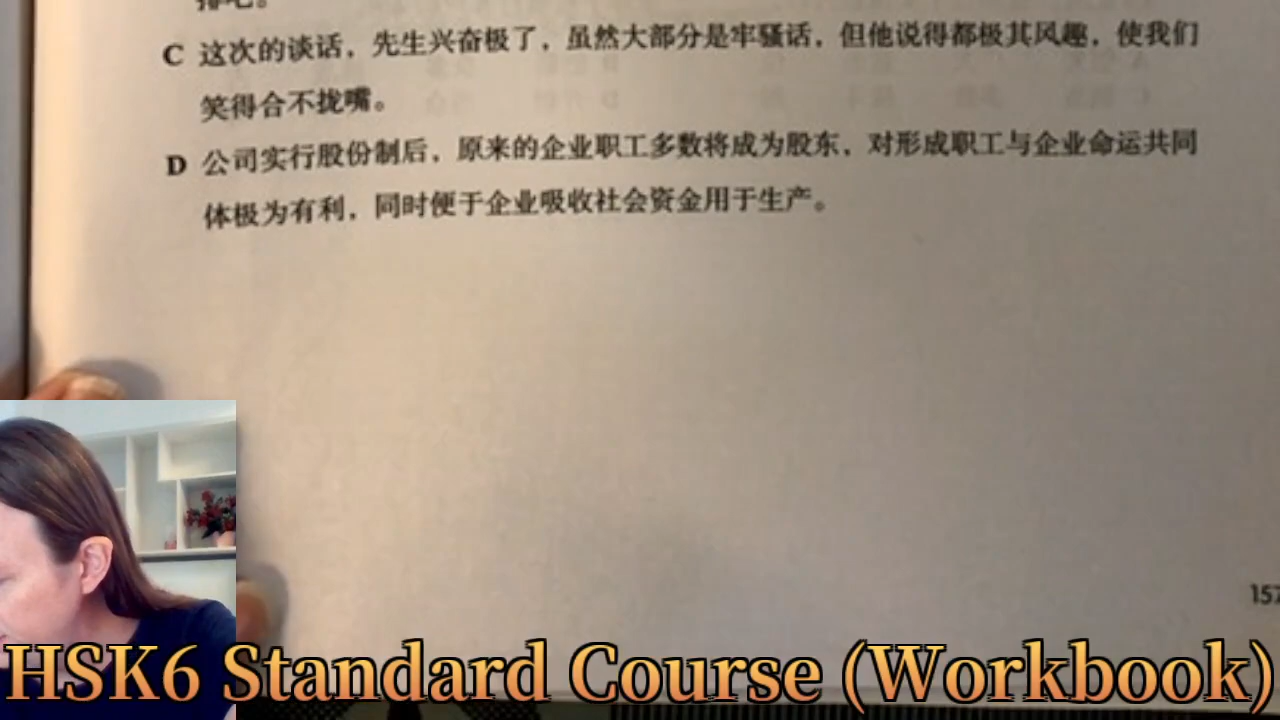 排吧。
C 这次的谈话，先生兴奋极了，虽然大部分是牢骚话，但他说得都极其风趣，使我们
笑得合不拢嘴。
D 公司实行股份制后，原来的企业职工多数将成为股东，对形成职工与企业命运共同
体极为有利，同时便于企业吸收社会资金用于生产。
157
HSK6 Standard Course (Workbook)